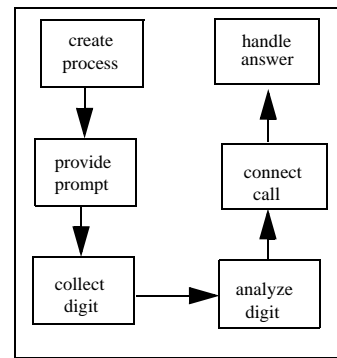 create
process
provide
prompt
collect
digit
analyze
digit
connect
call
handle
answer